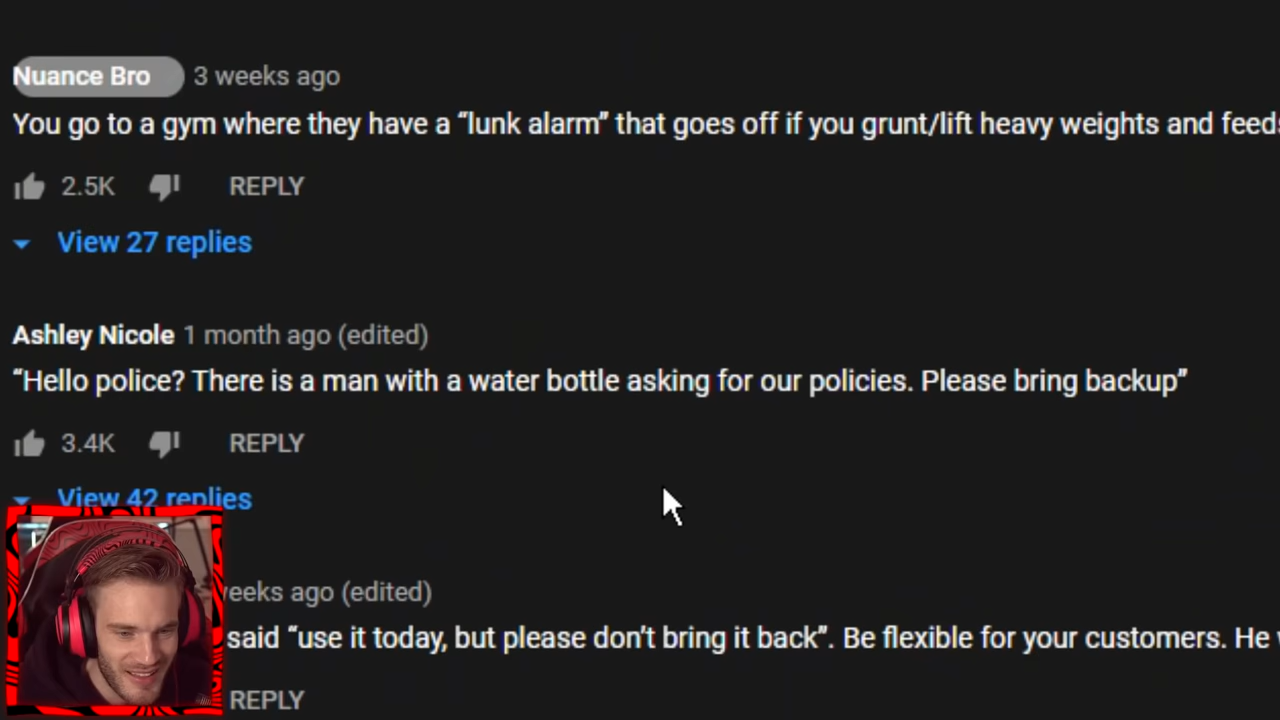 Nuance Bro 3 weeks ago
You go to a gym where they have a “lunk alarm” that goes off if you grunt/lift heavy weights and feeds
2.5K REPLY
View 27 replies
Ashley Nicole 1 month ago (edited)
“Hello police? There is a man with a water bottle asking for our policies. Please bring backup”
3.4K REPLY
View 42 replies
weeks ago (edited)
said “use it today, but please don’t bring it back”. Be flexible for your customers. He
REPLY